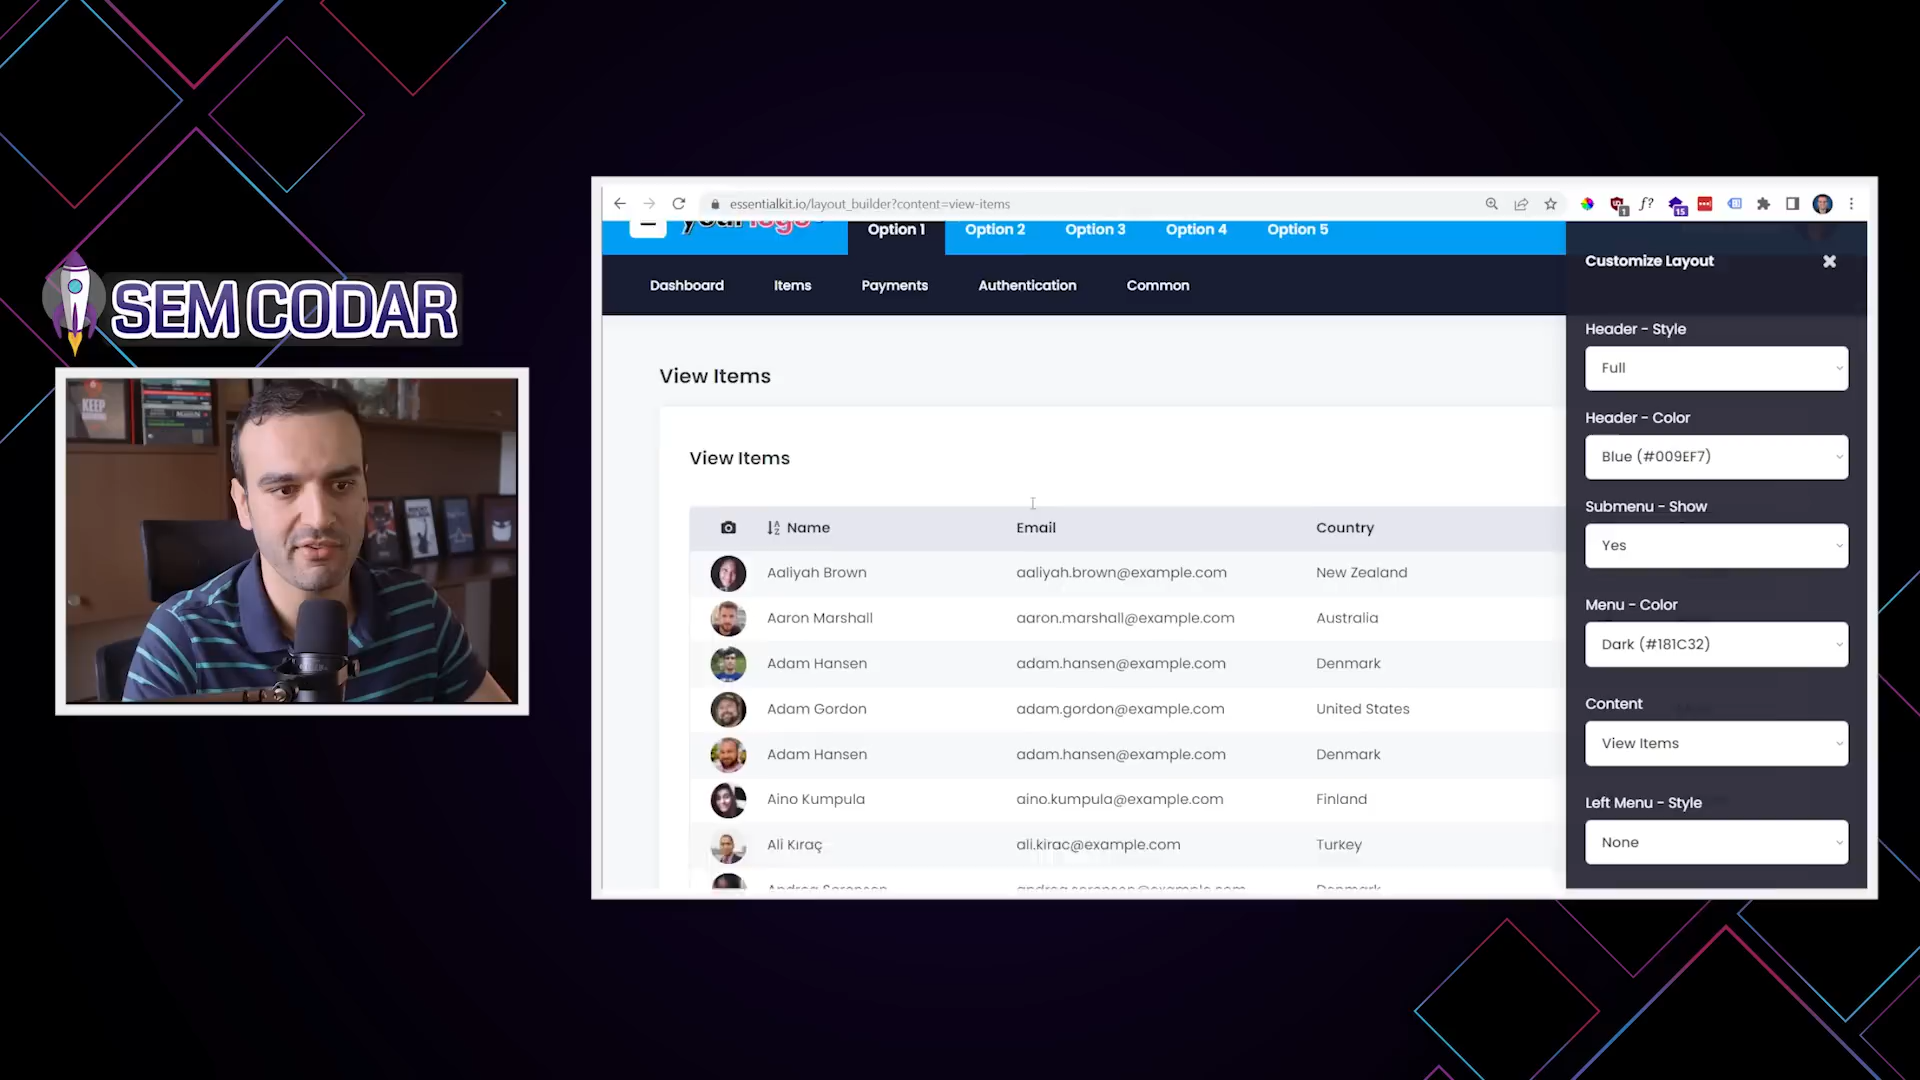 essentialkit.io/layout_builder?content=view-items
1
f?
15
your logo
Option 1
Option 2
Option 3
Option 4
Option 5
Customize Layout
Dashboard
Items
Payments
Authentication
Common
Header - Style
Full
Header - Color
Blue (#009EF7)
Submenu - Show
Yes
Menu - Color
Dark (#181C32)
Content
View Items
Left Menu - Style
None
View Items
View Items
Name
Email
Country
Aaliyah Brown
aaliyah.brown@example.com
New Zealand
Aaron Marshall
aaron.marshall@example.com
Australia
Adam Hansen
adam.hansen@example.com
Denmark
Adam Gordon
adam.gordon@example.com
United States
Adam Hansen
adam.hansen@example.com
Denmark
Aino Kumpula
aino.kumpula@example.com
Finland
Ali Kıraç
ali.kirac@example.com
Turkey
SEM CODAR
KEEP